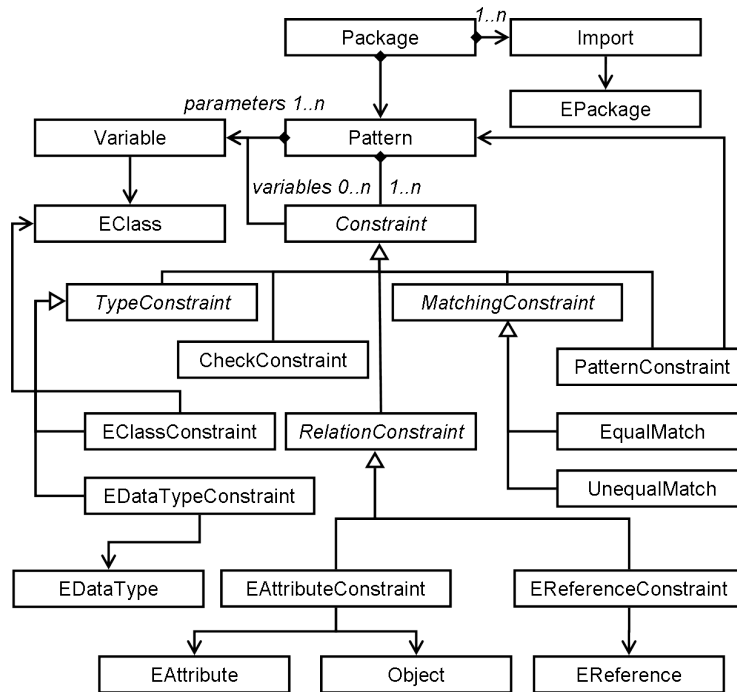 1..n
Package
Import
EPackage
parameters 1..n
Variable
Pattern
variables 0..n
1..n
EClass
Constraint
TypeConstraint
MatchingConstraint
CheckConstraint
PatternConstraint
EClassConstraint
RelationConstraint
EqualMatch
EDataTypeConstraint
UnequalMatch
EDataType
EAttributeConstraint
EReferenceConstraint
EAttribute
Object
EReference